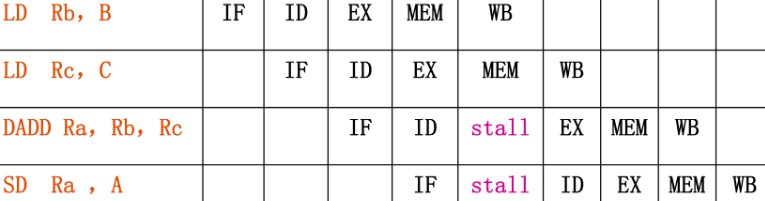 LD Rb，B IF ID EX MEM WB
LD Rc，C IF ID EX MEM WB
DADD Ra，Rb，Rc IF ID stall EX MEM WB
SD Ra ，A IF stall ID EX MEM WB